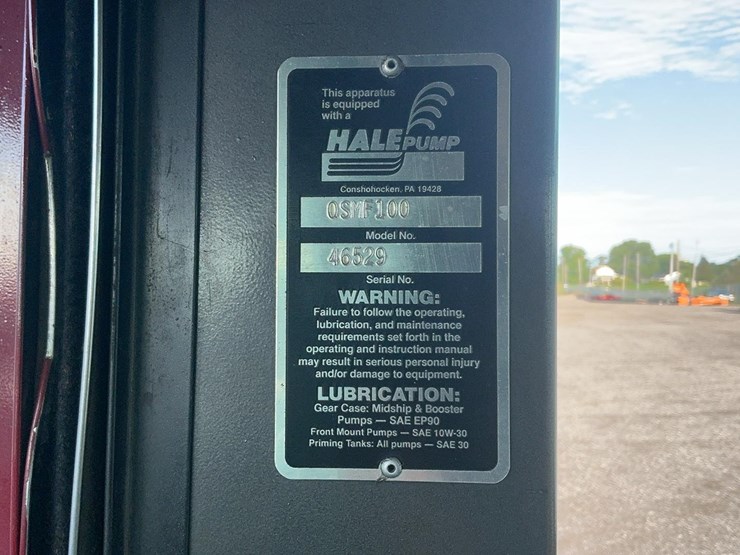 This apparatus
is equipped
with a
HALE PUMP
Conshohocken, PA 19428
QSMF100
Model No.
46529
Serial No.
WARNING:
Failure to follow the operating,
lubrication, and maintenance
requirements set forth in the
operating and instruction manual
may result in serious personal injury
and/or damage to equipment.
LUBRICATION:
Gear Case: Midship & Booster
Pumps — SAE EP90
Front Mount Pumps — SAE 10W-30
Priming Tanks: All pumps — SAE 30